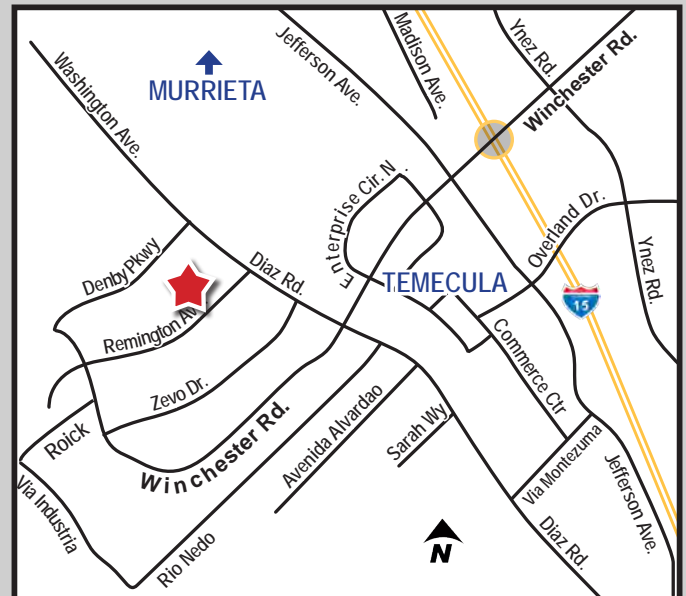 Madison Ave.
Ynez Rd.
Jefferson Ave.
Winchester Rd.
MURRIETA
Washington Ave.
Enterprise Cir. N.
Overland Dr.
Denby Pkwy
Diaz Rd.
TEMECULA
Ynez Rd.
15
Remington Av
Zevo Dr.
Commerce Ctr
Winchester Rd.
Avenida Alvardao
Sarah Wy
Roick
Via Montezuma
Jefferson Ave.
Via Industria
Rio Nedo
N
Diaz Rd.